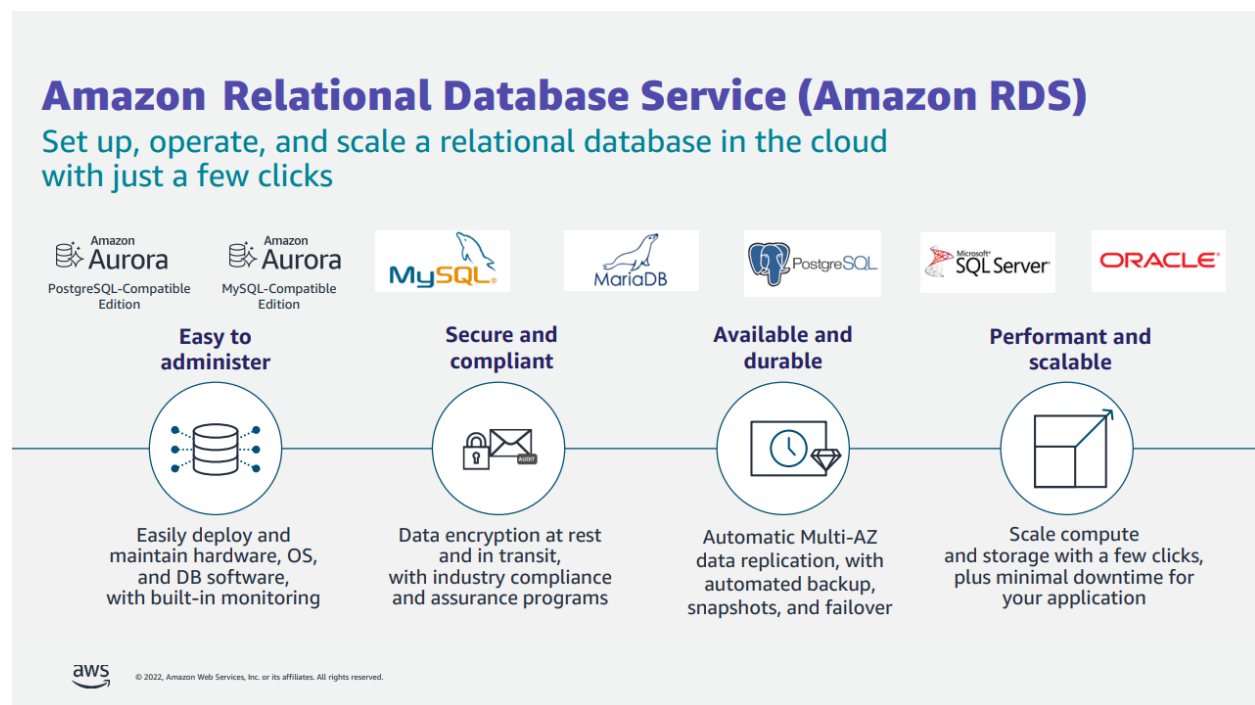 Amazon Relational Database Service (Amazon RDS)
Set up, operate, and scale a relational database in the cloud
with just a few clicks
Amazon
Aurora
PostgreSQL-Compatible
Edition
Amazon
Aurora
MySQL-Compatible
Edition
MySQL®
MariaDB
PostgreSQL
Microsoft®
SQL Server®
ORACLE®
Easy to
administer
Secure and
compliant
Available and
durable
Performant and
scalable
AUDIT
Easily deploy and
maintain hardware, OS,
and DB software,
with built-in monitoring
Data encryption at rest
and in transit,
with industry compliance
and assurance programs
Automatic Multi-AZ
data replication, with
automated backup,
snapshots, and failover
Scale compute
and storage with a few clicks,
plus minimal downtime for
your application
aws
© 2022, Amazon Web Services, Inc. or its affiliates. All rights reserved.